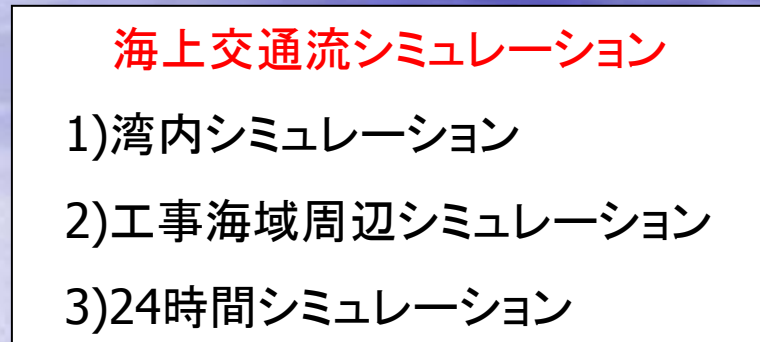 海上交通流シミュレーション
1)湾内シミュレーション
2)工事海域周辺シミュレーション
3)24時間シミュレーション